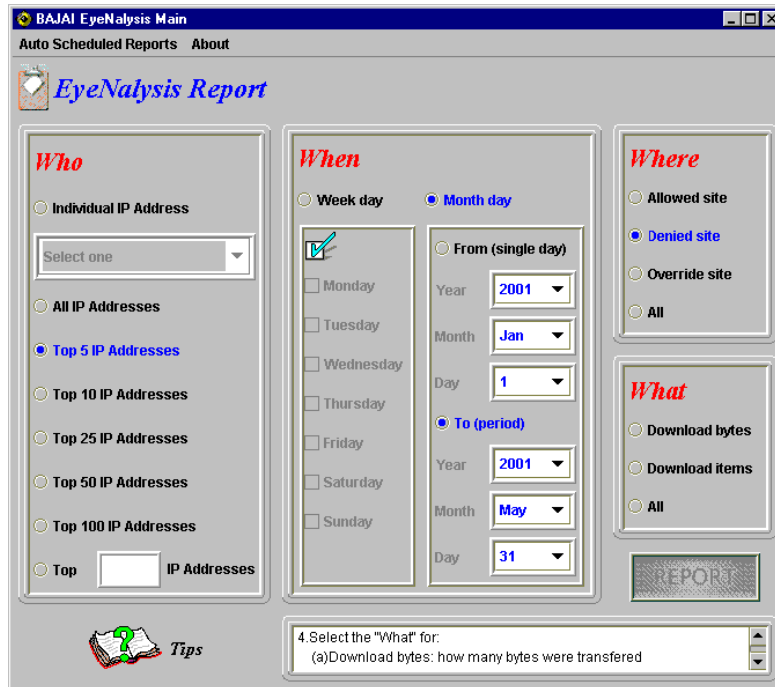 BAJAI EyeNalysis Main
Auto Scheduled Reports About
EyeNalysis Report
Who
Individual IP Address
Select one
All IP Addresses
Top 5 IP Addresses
Top 10 IP Addresses
Top 25 IP Addresses
Top 50 IP Addresses
Top 100 IP Addresses
Top IP Addresses
When
Week day
Month day
Monday
Tuesday
Wednesday
Thursday
Friday
Saturday
Sunday
From (single day)
Year 2001
Month Jan
Day 1
To (period)
Year 2001
Month May
Day 31
Where
Allowed site
Denied site
Override site
All
What
Download bytes
Download items
All
REPORT
? Tips
4.Select the "What" for:
(a)Download bytes: how many bytes were transfered